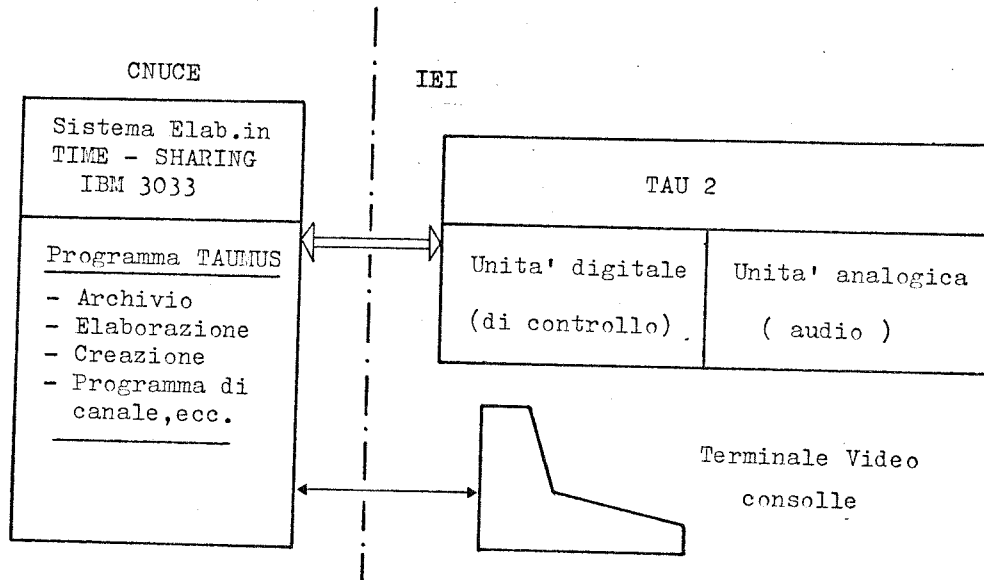 CNUCE
IEI
Sistema Elab.in
TIME - SHARING
IBM 3033
Programma TAUMUS
- Archivio
- Elaborazione
- Creazione
- Programma di
canale,ecc.
TAU 2
Unita' digitale
(di controllo)
Unita' analogica
( audio )
Terminale Video
consolle